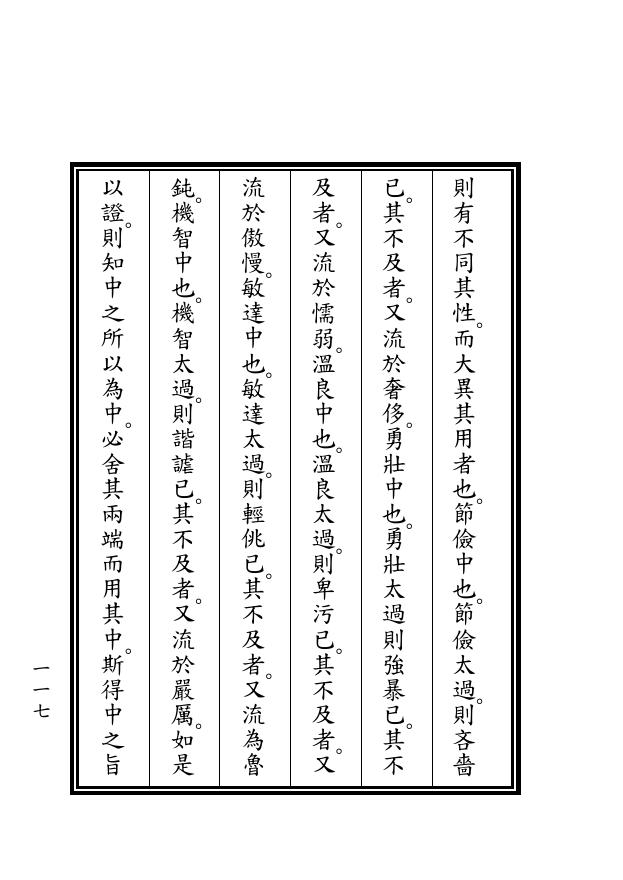 則有不同其性。而大異其用者也。節儉中也。節儉太過。則吝嗇
已。其不及者。又流於奢侈。勇壯中也。勇壯太過則強暴已。其不
及者。又流於懦弱。溫良中也。溫良太過。則卑污已。其不及者。又
流於傲慢。敏達中也。敏達太過。則輕佻已。其不及者。又流為魯
鈍。機智中也。機智太過。則諧謔已。其不及者。又流於嚴厲。如是
以證。則知中之所以為中。必舍其兩端而用其中。斯得中之旨
一一七